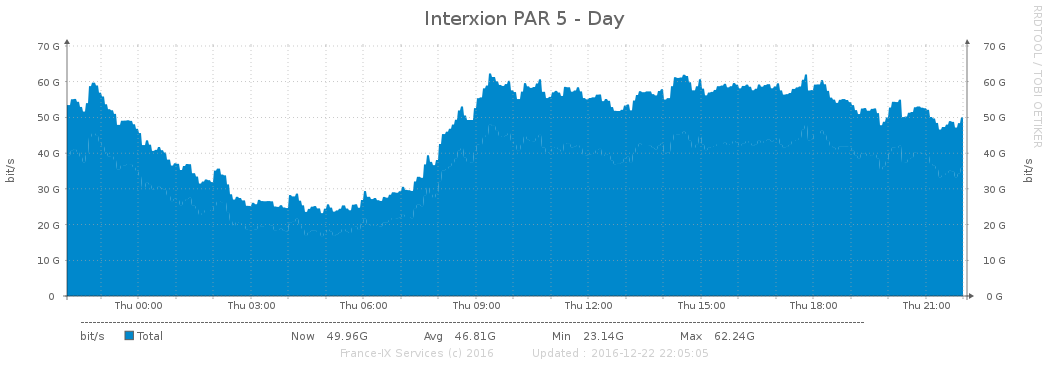 Interxion PAR 5 - Day
RRDTOOL / TOBI OETIKER
bit/s
70 G 70 G
60 G 60 G
50 G 50 G
40 G 40 G
30 G 30 G
20 G 20 G
10 G 10 G
0 0 G
bit/s
Thu 00:00 Thu 03:00 Thu 06:00 Thu 09:00 Thu 12:00 Thu 15:00 Thu 18:00 Thu 21:00
bit/s Total Now 49.96G Avg 46.81G Min 23.14G Max 62.24G
France-IX Services (c) 2016 Updated : 2016-12-22 22:05:05